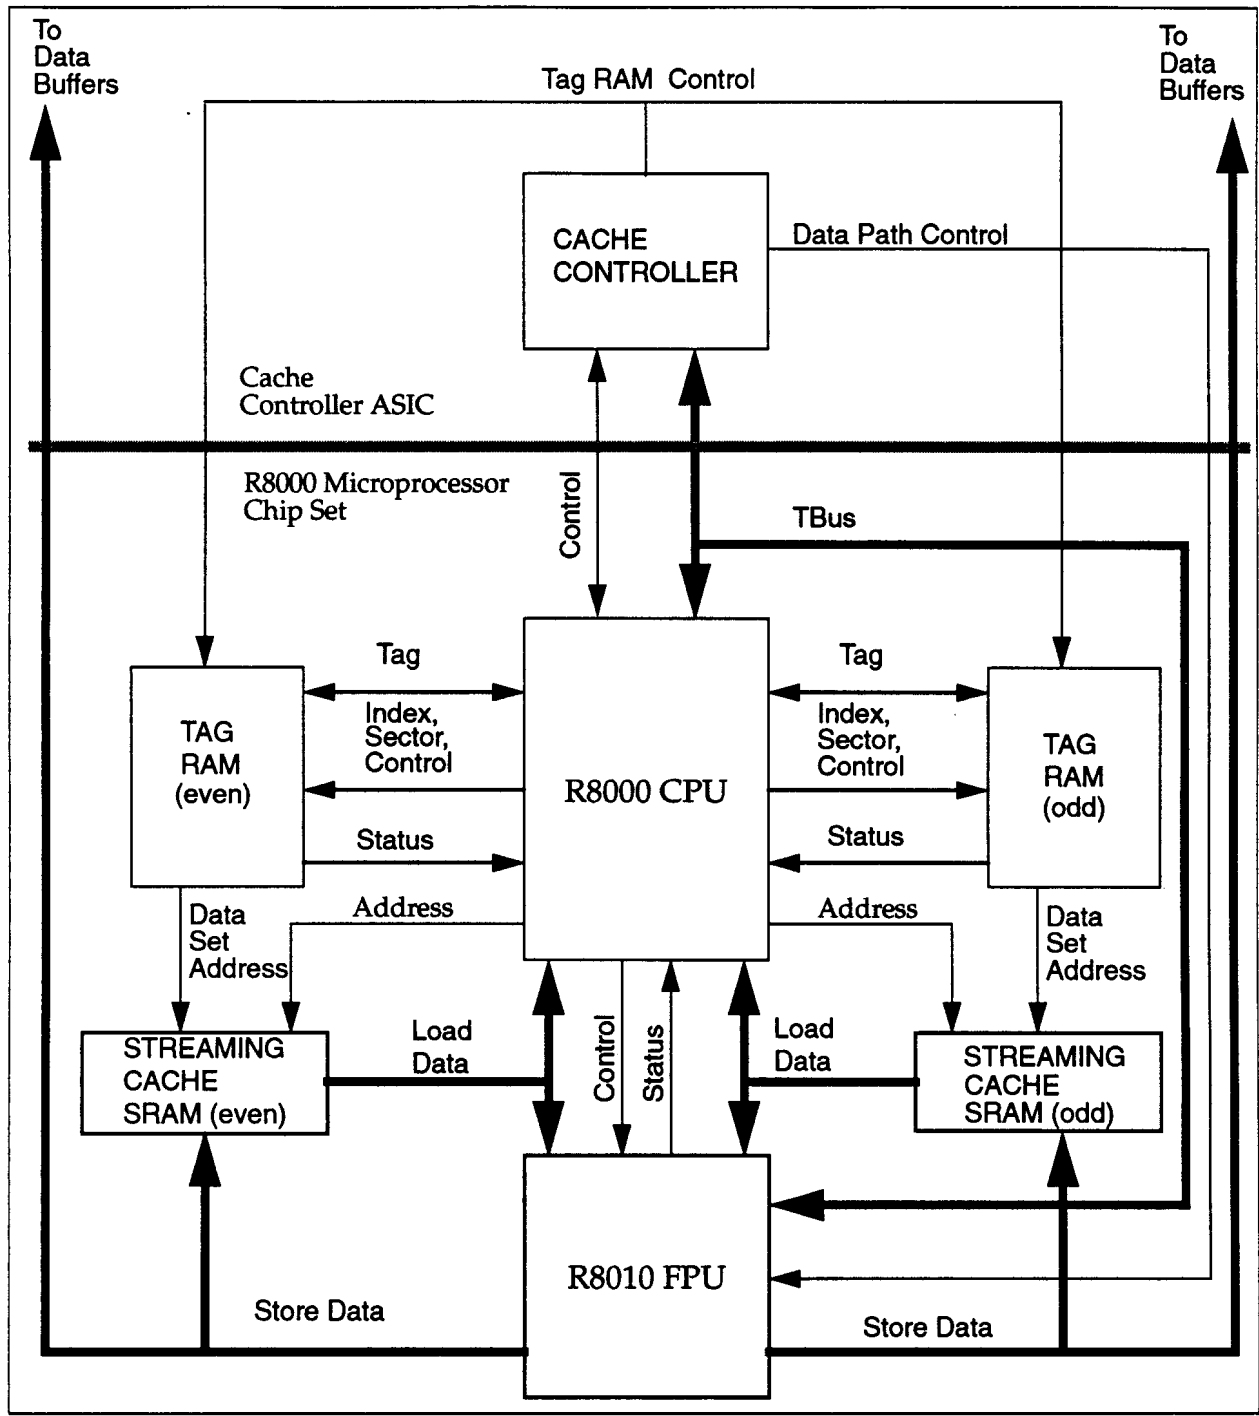 To
Data
Buffers
To
Data
Buffers
Tag RAM Control
CACHE
CONTROLLER
Data Path Control
Cache
Controller ASIC
R8000 Microprocessor
Chip Set
Control
TBus
Tag
Index,
Sector,
Control
TAG
RAM
(even)
R8000 CPU
Tag
Index,
Sector,
Control
TAG
RAM
(odd)
Status
Status
Address
Address
Data
Set
Address
Data
Set
Address
STREAMING
CACHE
SRAM (even)
Load
Data
Control
Status
Load
Data
STREAMING
CACHE
SRAM (odd)
R8010 FPU
Store Data
Store Data